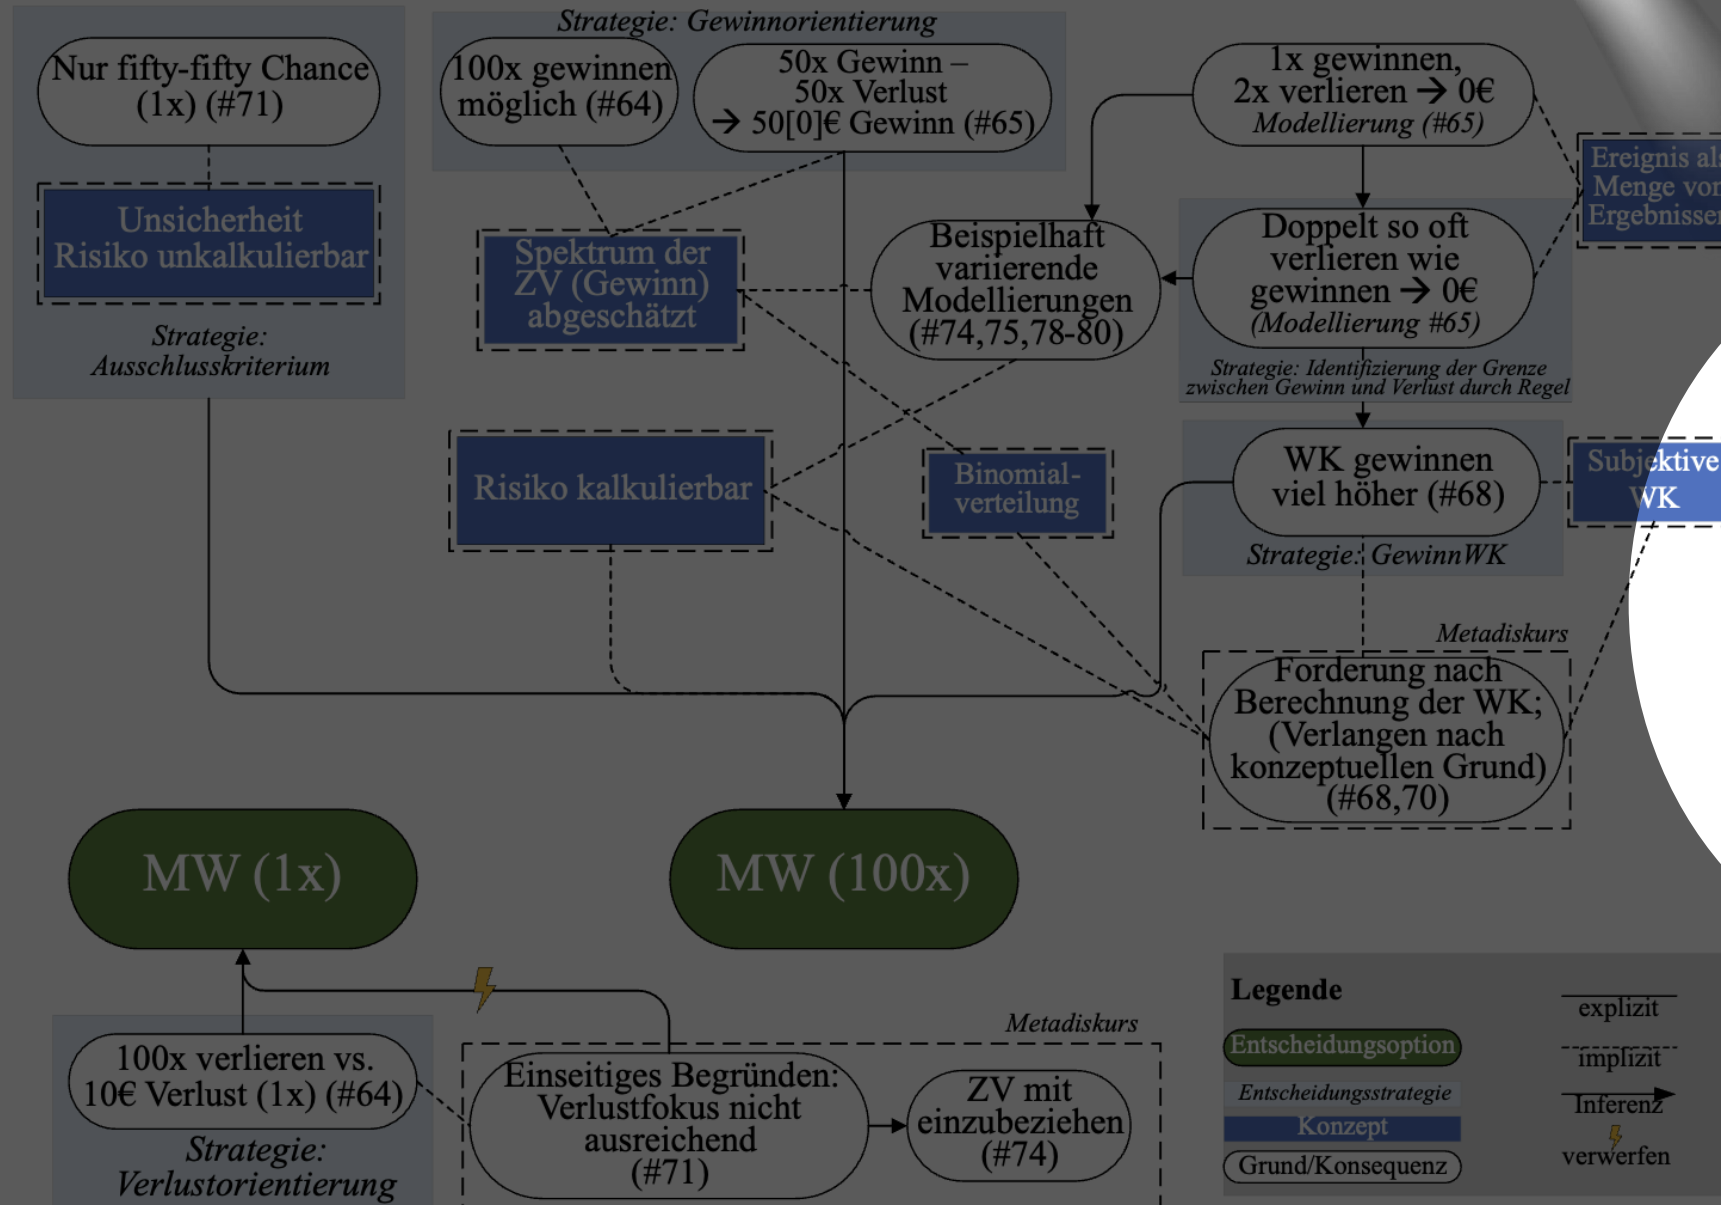 Strategie: Gewinnorientierung
Nur fifty-fifty Chance
(1x) (#71)
100x gewinnen
möglich (#64)
50x Gewinn –
50x Verlust
→ 50[0]€ Gewinn (#65)
1x gewinnen,
2x verlieren → 0€
Modellierung (#65)
Ereignis als
Menge von
Ergebnissen
Unsicherheit
Risiko unkalkulierbar
Strategie:
Ausschlusskriterium
Spektrum der
ZV (Gewinn)
abgeschätzt
Beispielhaft
variierende
Modellierungen
(#74,75,78-80)
Doppelt so oft
verlieren wie
gewinnen → 0€
(Modellierung #65)
Strategie: Identifizierung der Grenze
zwischen Gewinn und Verlust durch Regel
Risiko kalkulierbar
Binomial-
verteilung
WK gewinnen
viel höher (#68)
Strategie: GewinnWK
Subjektive
WK
Metadiskurs
Forderung nach
Berechnung der WK;
(Verlangen nach
konzeptuellen Grund)
(#68,70)
MW (1x)
MW (100x)
100x verlieren vs.
10€ Verlust (1x) (#64)
Strategie:
Verlustorientierung
Metadiskurs
Einseitiges Begründen:
Verlustfokus nicht
ausreichend
(#71)
ZV mit
einzubeziehen
(#74)
Legende
Entscheidungsoption
Entscheidungsstrategie
Konzept
Grund/Konsequenz
explizit
implizit
Inferenz
verwerfen